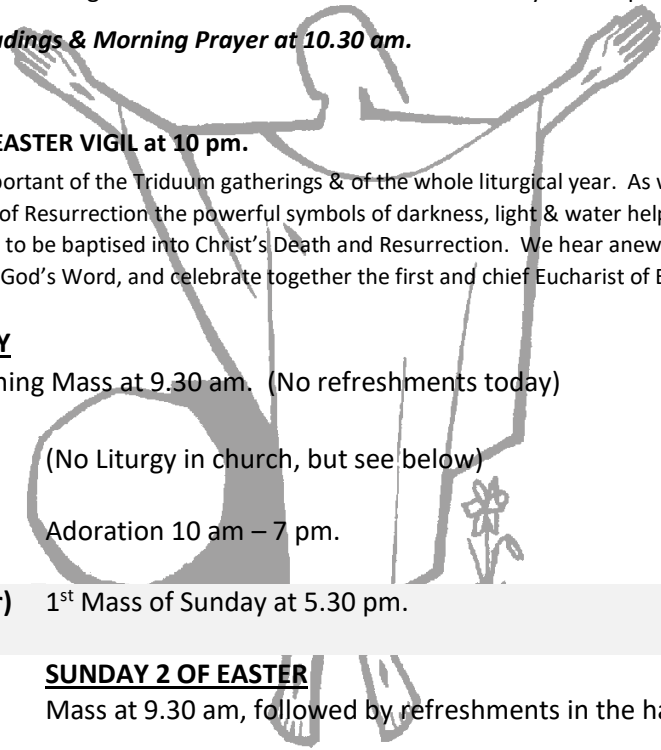 Readings & Morning Prayer at 10.30 am.
EASTER VIGIL at 10 pm.
portant of the Triduum gatherings & of the whole liturgical year. As w
of Resurrection the powerful symbols of darkness, light & water help
to be baptised into Christ's Death and Resurrection. We hear anew
God's Word, and celebrate together the first and chief Eucharist of E
Y
ning Mass at 9.30 am. (No refreshments today)
(No Liturgy in church, but see below)
Adoration 10 am – 7 pm.
r) 1st Mass of Sunday at 5.30 pm.
SUNDAY 2 OF EASTER
Mass at 9.30 am, followed by refreshments in the ha